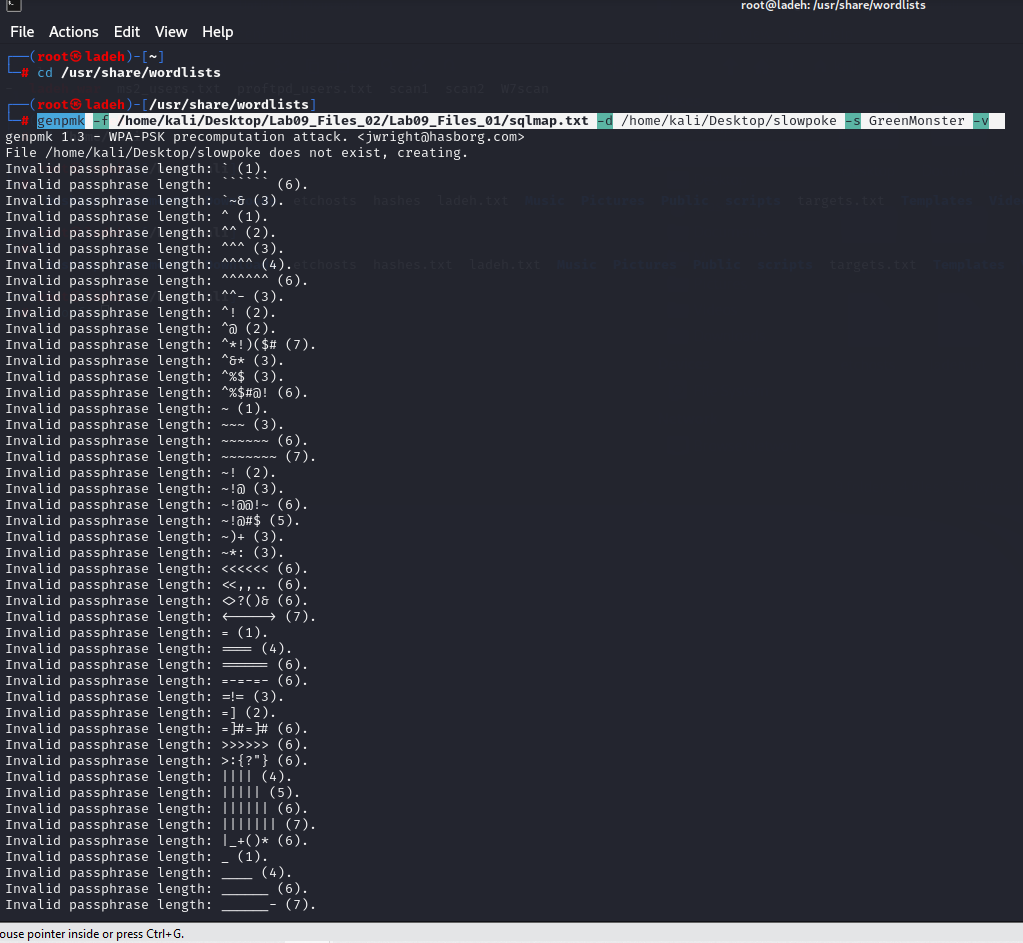 root@ladeh: /usr/share/wordlists
File Actions Edit View Help
┌──(root㉿ladeh)-[~]
└─# cd /usr/share/wordlists
┌──(root㉿ladeh)-[/usr/share/wordlists]
└─# genpmk -f /home/kali/Desktop/Lab09_Files_02/Lab09_Files_01/sqlmap.txt -d /home/kali/Desktop/slowpoke -s GreenMonster -v
genpmk 1.3 - WPA-PSK precomputation attack. <jwright@hasborg.com>
File /home/kali/Desktop/slowpoke does not exist, creating.
Invalid passphrase length: ` (1).
Invalid passphrase length: `````` (6).
Invalid passphrase length: `~& (3).
Invalid passphrase length: ^ (1).
Invalid passphrase length: ^^ (2).
Invalid passphrase length: ^^^ (3).
Invalid passphrase length: ^^^^ (4).
Invalid passphrase length: ^^^^^^ (6).
Invalid passphrase length: ^^- (3).
Invalid passphrase length: ^! (2).
Invalid passphrase length: ^@ (2).
Invalid passphrase length: ^*!)($# (7).
Invalid passphrase length: ^&* (3).
Invalid passphrase length: ^%$ (3).
Invalid passphrase length: ^%$#@! (6).
Invalid passphrase length: ~ (1).
Invalid passphrase length: ~~~ (3).
Invalid passphrase length: ~~~~~~ (6).
Invalid passphrase length: ~~~~~~~ (7).
Invalid passphrase length: ~! (2).
Invalid passphrase length: ~!@ (3).
Invalid passphrase length: ~!@@!~ (6).
Invalid passphrase length: ~!@#$ (5).
Invalid passphrase length: ~)+ (3).
Invalid passphrase length: ~*: (3).
Invalid passphrase length: <<<<<< (6).
Invalid passphrase length: <<,,.. (6).
Invalid passphrase length: <>?()& (6).
Invalid passphrase length: <-----> (7).
Invalid passphrase length: = (1).
Invalid passphrase length: ==== (4).
Invalid passphrase length: ====== (6).
Invalid passphrase length: =-=-=- (6).
Invalid passphrase length: =!= (3).
Invalid passphrase length: =] (2).
Invalid passphrase length: =]#=]# (6).
Invalid passphrase length: >>>>>> (6).
Invalid passphrase length: >:{?"} (6).
Invalid passphrase length: |||| (4).
Invalid passphrase length: ||||| (5).
Invalid passphrase length: |||||| (6).
Invalid passphrase length: ||||||| (7).
Invalid passphrase length: |_+()* (6).
Invalid passphrase length: _ (1).
Invalid passphrase length: ____ (4).
Invalid passphrase length: ______ (6).
Invalid passphrase length: ______- (7).
ouse pointer inside or press Ctrl+G.